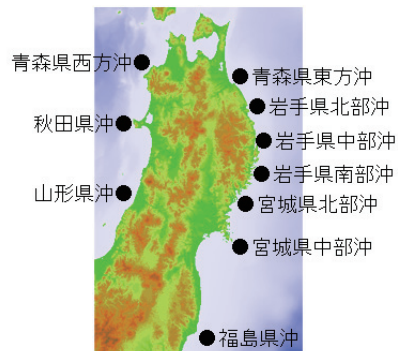 青森県西方沖
青森県東方沖
岩手県北部沖
秋田県沖
岩手県中部沖
岩手県南部沖
山形県沖
宮城県北部沖
宮城県中部沖
福島県沖